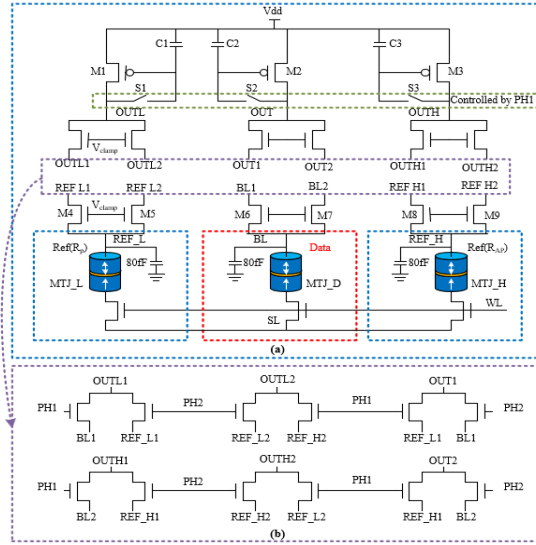 Vdd
C1 C2 C3
M1 M2 M3
S1 S2 S3
Controlled by PH1
OUTL OUT OUTH
Vclamp
OUTL1 OUTL2 OUT1 OUT2 OUTH1 OUTH2
REF L1 REF L2 BL1 BL2 REF H1 REF H2
Vclamp
M4 M5 M6 M7 M8 M9
REF_L BL REF_H
Ref(Rp) Data Ref(RAP)
80fF 80fF 80fF
MTJ_L MTJ_D MTJ_H
WL
SL
(a)
OUTL1 OUTL2 OUT1
PH1 PH2 PH1 PH2
BL1 REF_L1 REF_L2 REF_H2 REF_L1 BL1
OUTH1 OUTH2 OUT2
PH1 PH2 PH1 PH2
BL2 REF_H1 REF_H2 REF_L2 REF_H1 BL2
(b)